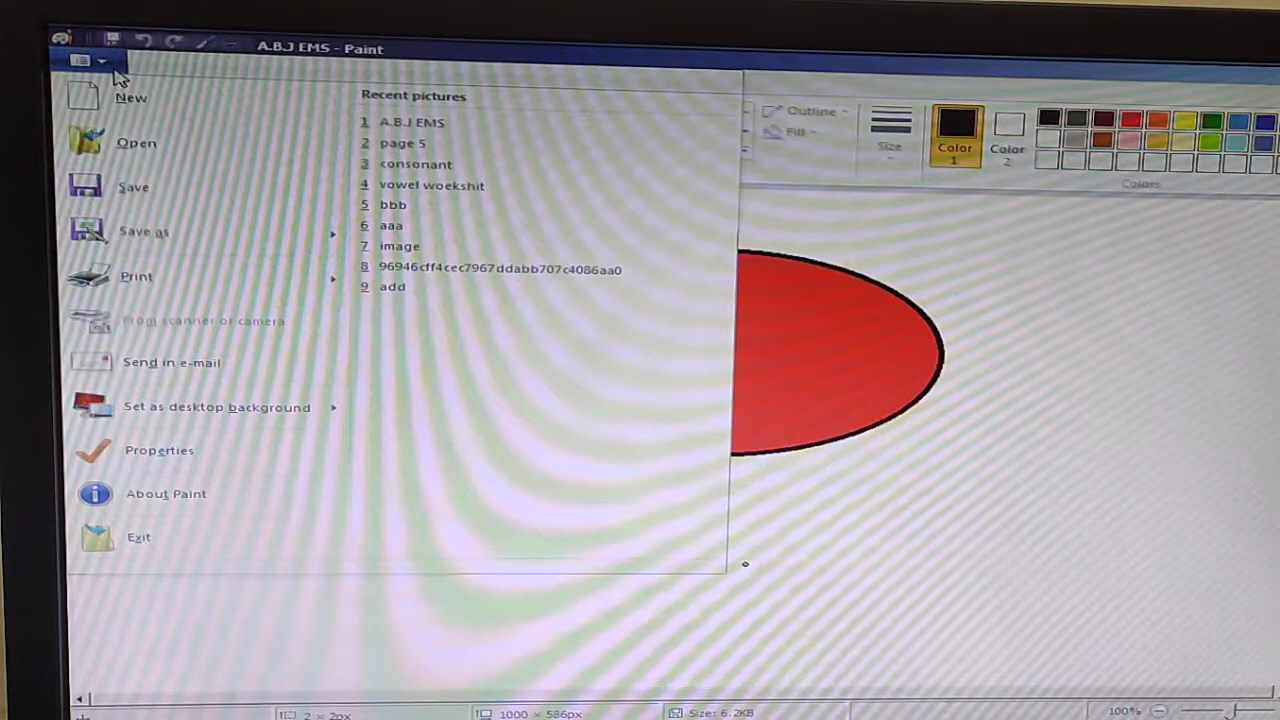 A.B.J EMS - Paint
New
Open
Save
Save as
Print
From scanner or camera
Send in e-mail
Set as desktop background
Properties
About Paint
Exit
Recent pictures
1 A.B.J EMS
2 page 5
3 consonant
4 vowel woekshit
5 bbb
6 aaa
7 image
8 96946cff4cec7967ddabb707c4086aa0
9 add
Outline
Fill
Size
Color 1
Color 2
Colors
2 × 2px
1000 × 586px
Size: 6.2KB
100%